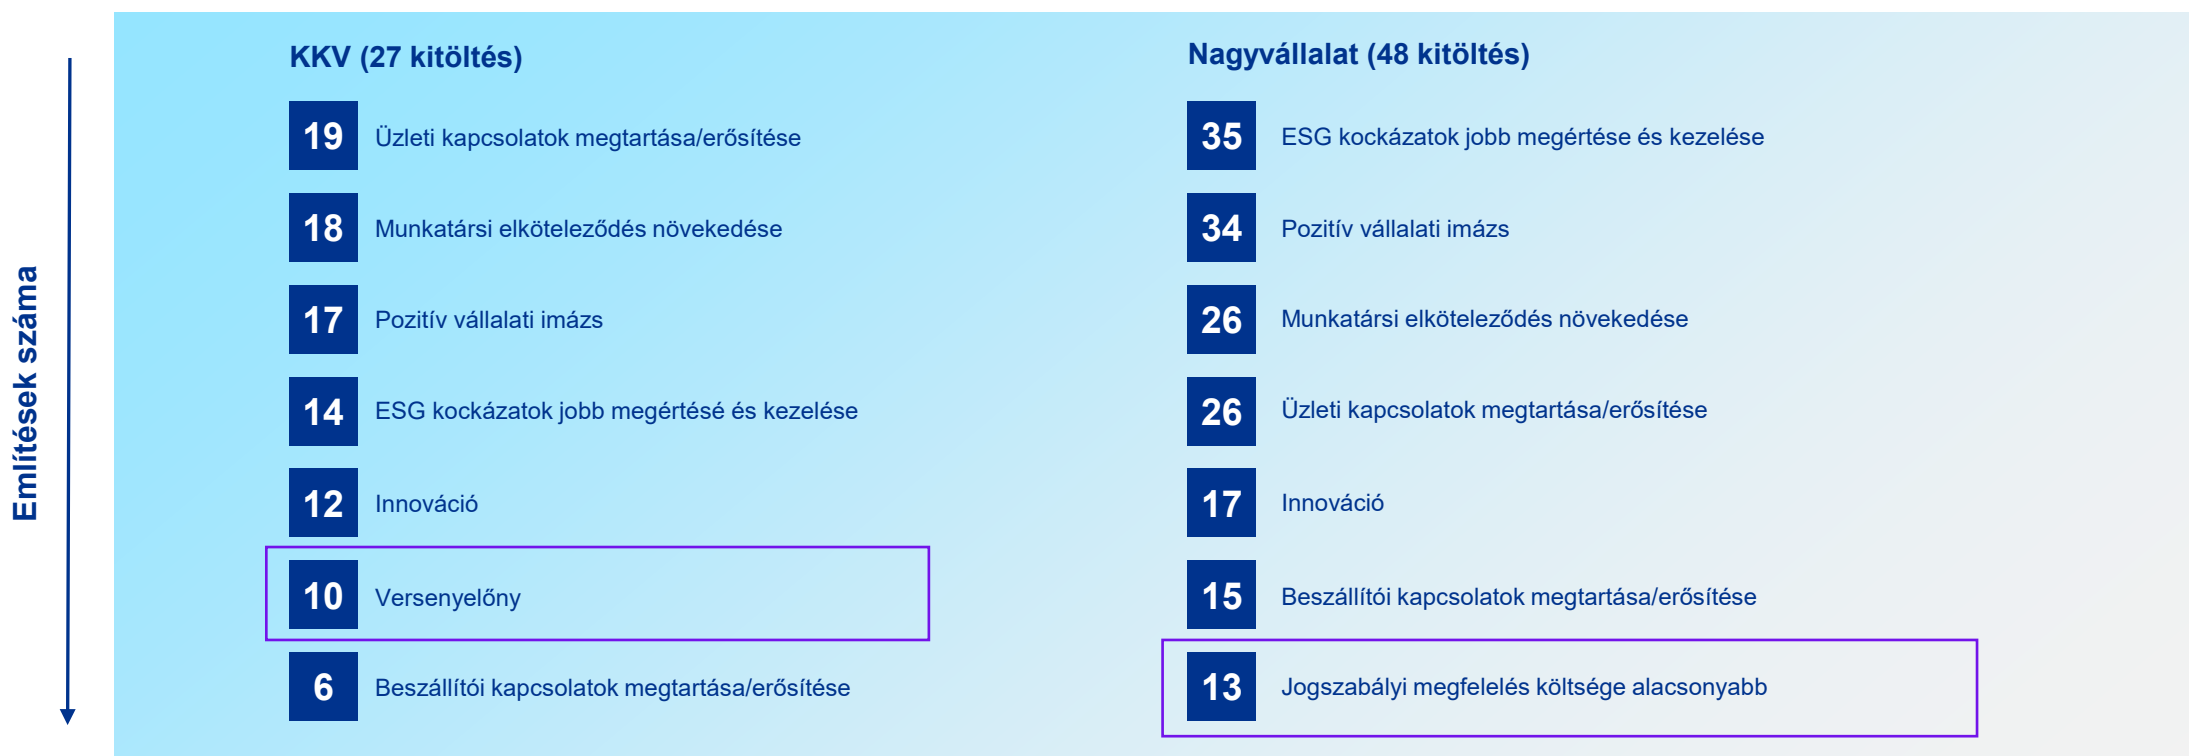 Említések száma
KKV (27 kitöltés)
19 Üzleti kapcsolatok megtartása/erősítése
18 Munkatársi elköteleződés növekedése
17 Pozitív vállalati imázs
14 ESG kockázatok jobb megértésé és kezelése
12 Innováció
10 Versenyelőny
6 Beszállítói kapcsolatok megtartása/erősítése
Nagyvállalat (48 kitöltés)
35 ESG kockázatok jobb megértése és kezelése
34 Pozitív vállalati imázs
26 Munkatársi elköteleződés növekedése
26 Üzleti kapcsolatok megtartása/erősítése
17 Innováció
15 Beszállítói kapcsolatok megtartása/erősítése
13 Jogszabályi megfelelés költsége alacsonyabb